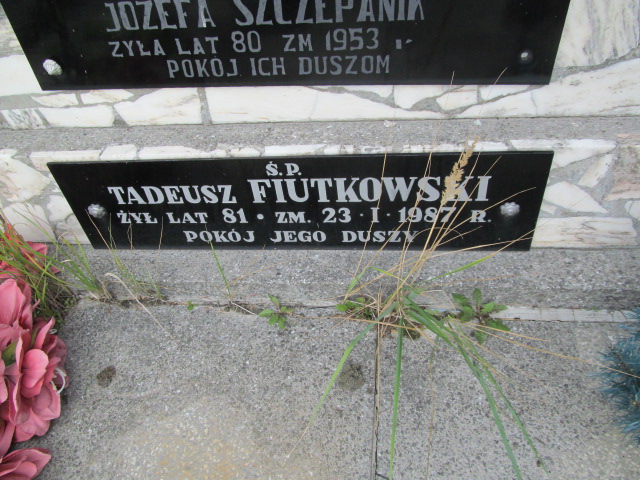 JÓZEFA SZCZEPANIK
ŻYŁA LAT 80 ZM 1953 r.
POKÓJ ICH DUSZOM
Ś.P.
TADEUSZ FIUTKOWSKI
ŻYŁ LAT 81 • ZM. 23-I-1987 R.
POKÓJ JEGO DUSZY